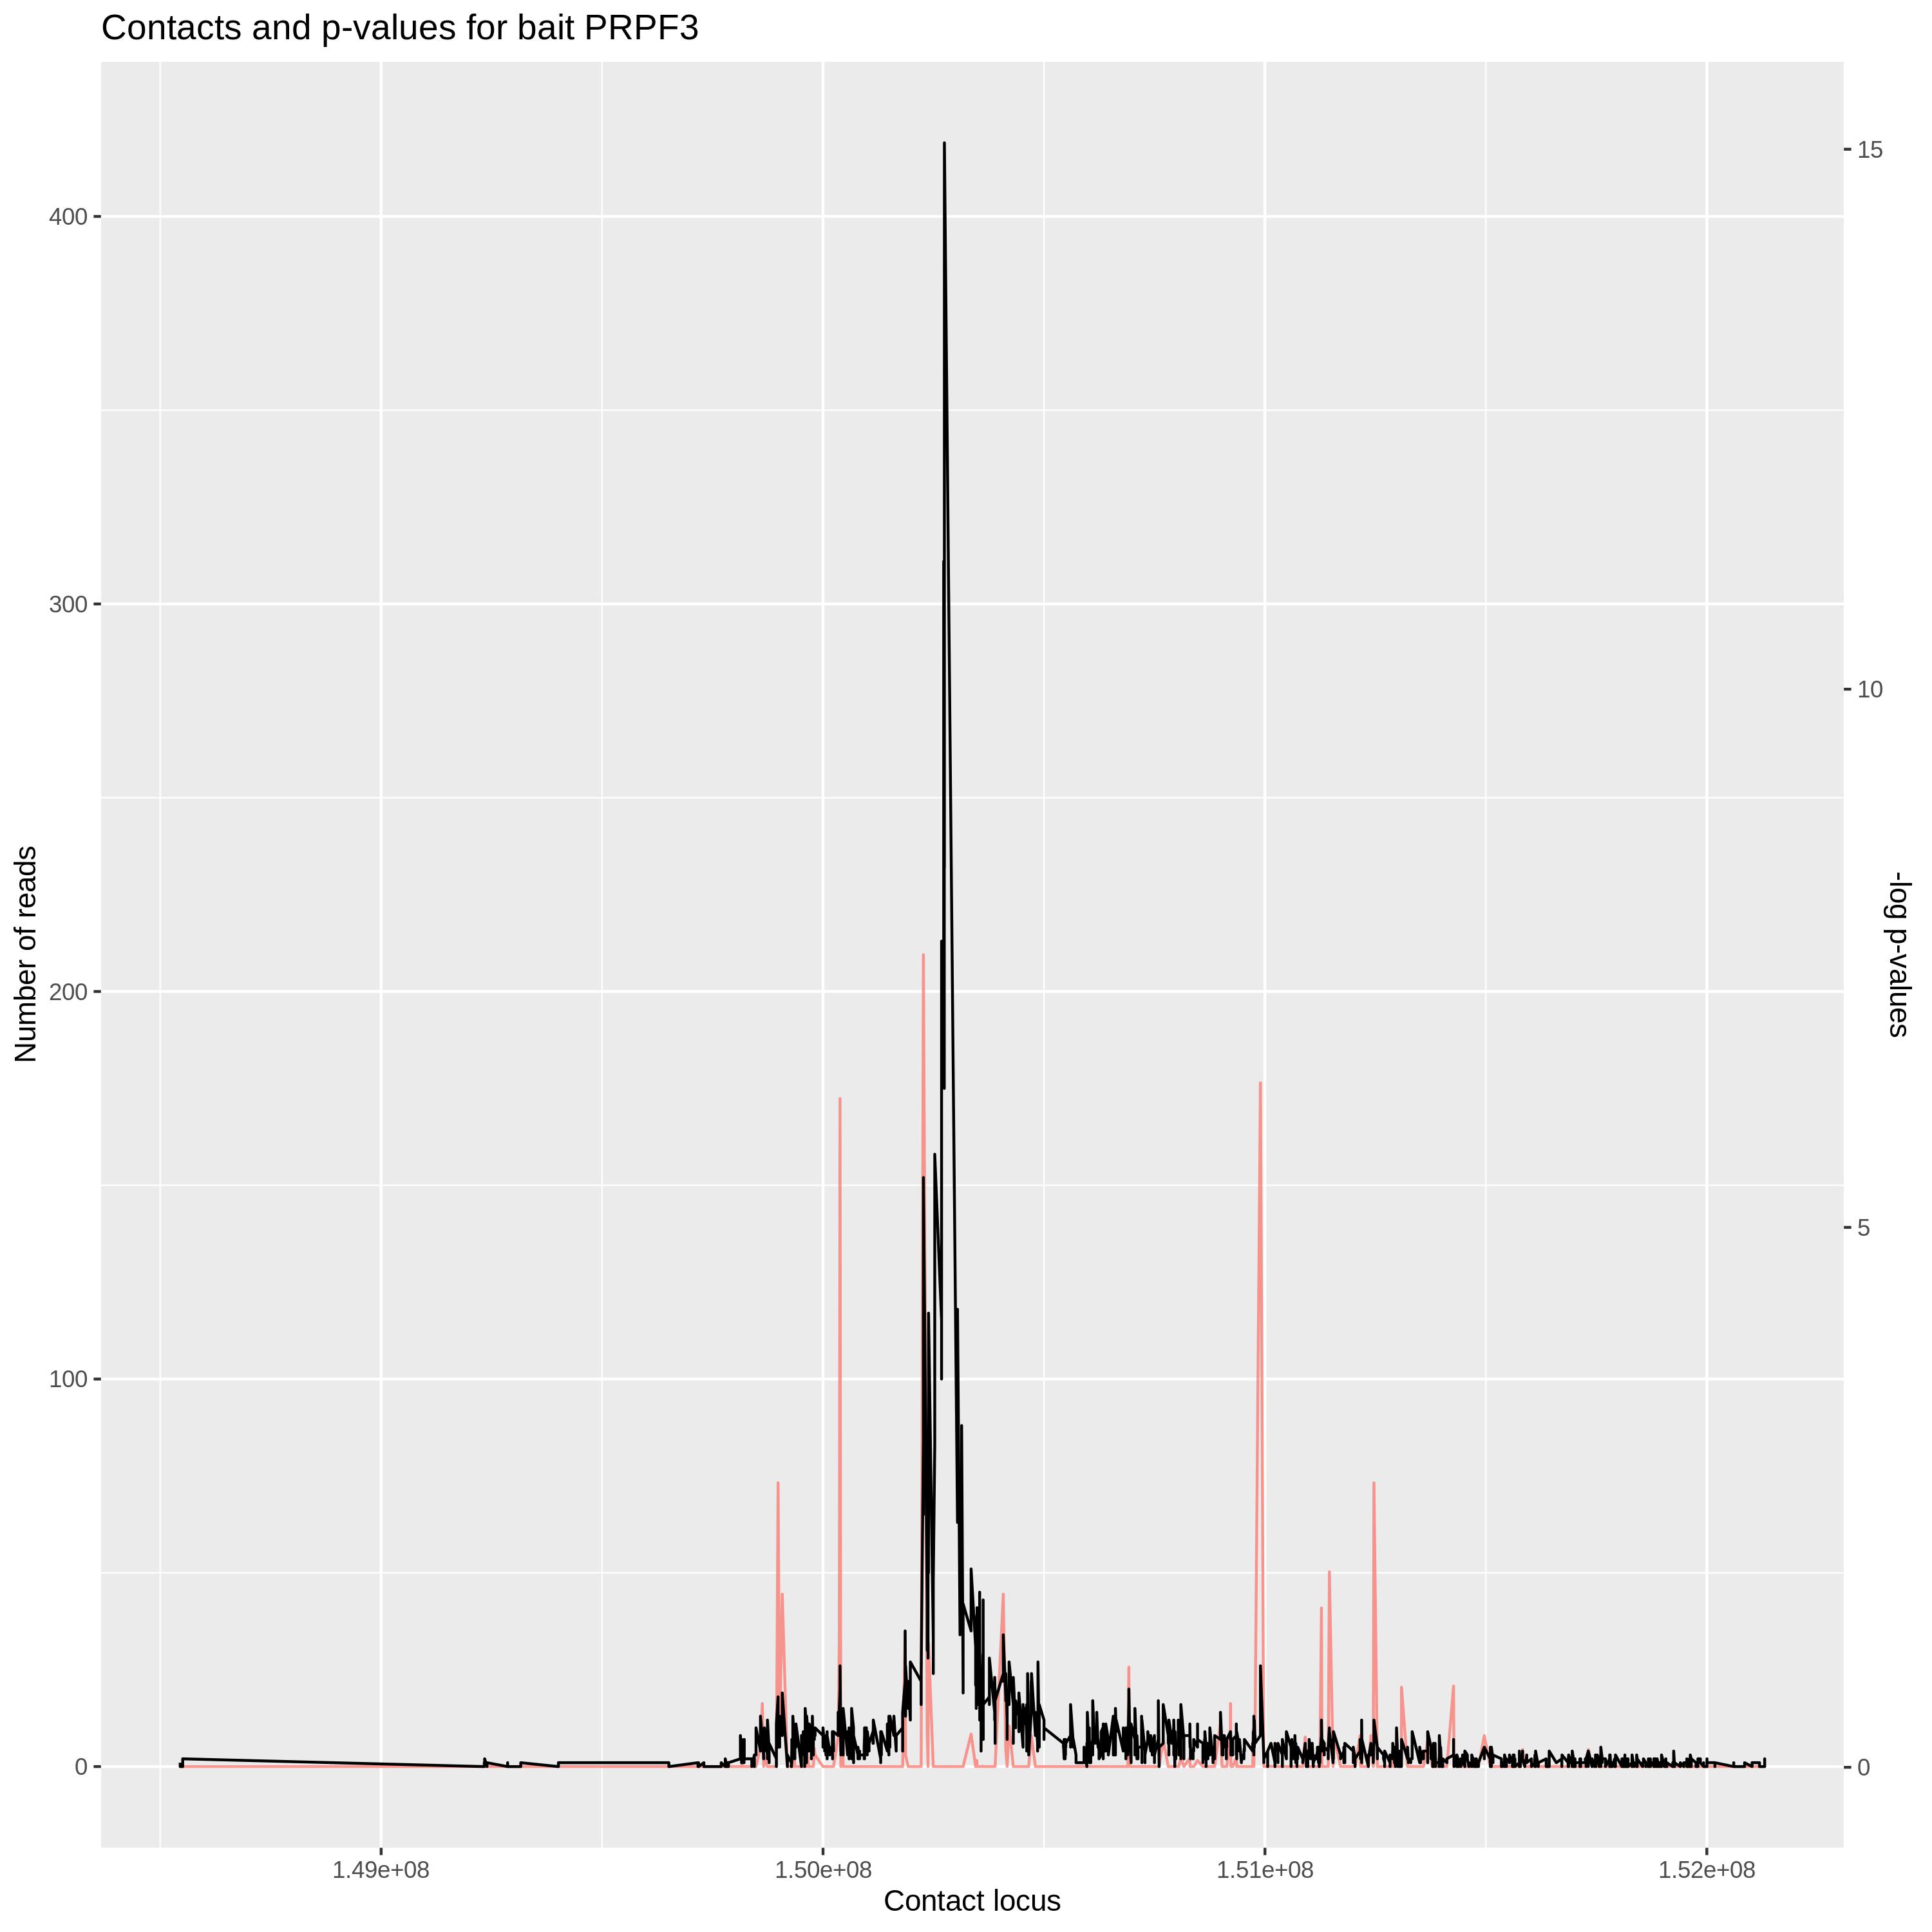 Contacts and p-values for bait PRPF3
400
300
200
100
0
Number of reads
15
10
5
0
-log p-values
1.49e+08
1.50e+08
1.51e+08
1.52e+08
Contact locus